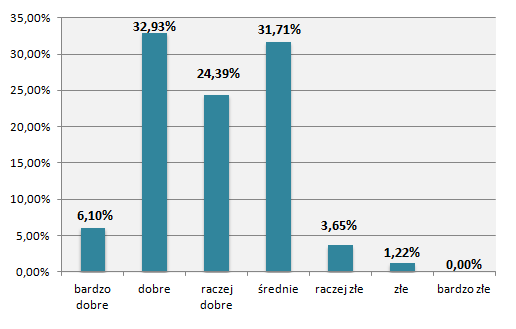 35,00%
30,00%
25,00%
20,00%
15,00%
10,00%
5,00%
0,00%
6,10%
32,93%
24,39%
31,71%
3,65%
1,22%
0,00%
bardzo
dobre
dobre
raczej
dobre
średnie
raczej złe
złe
bardzo złe